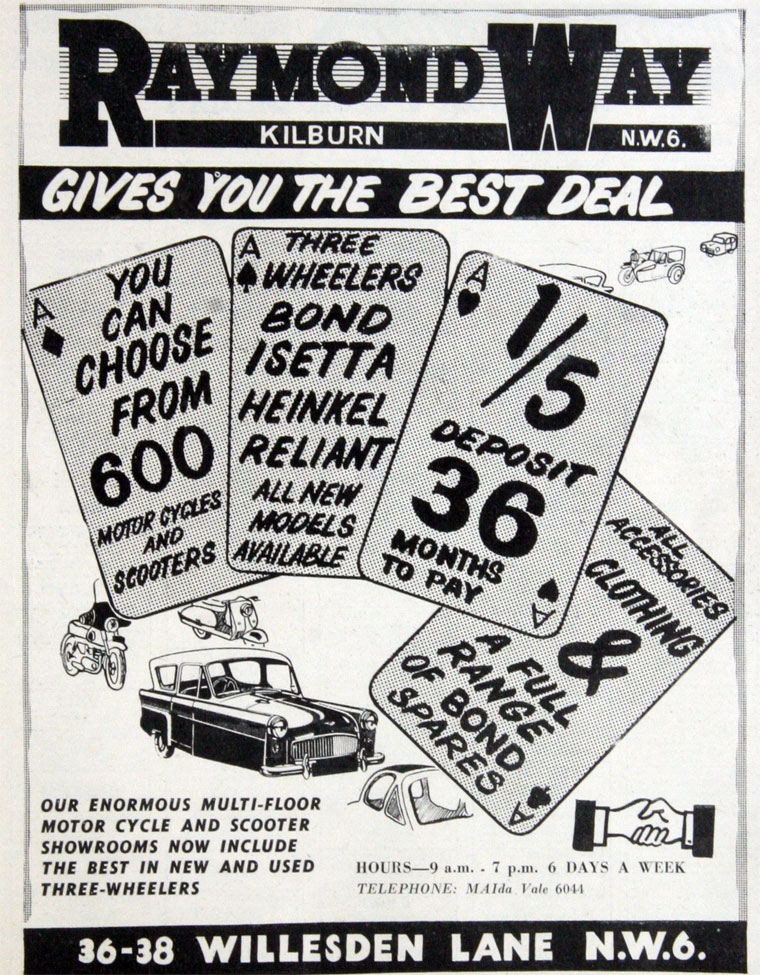 RAYMOND WAY
KILBURN N.W.6.
GIVES YOU THE BEST DEAL
A
YOU
CAN
CHOOSE
FROM
600
MOTOR CYCLES
AND
SCOOTERS
A
THREE
WHEELERS
BOND
ISETTA
HEINKEL
RELIANT
ALL NEW
MODELS
AVAILABLE
A
1/5
DEPOSIT
36
MONTHS
TO PAY
A
ALL
ACCESSORIES
CLOTHING
&
A FULL
RANGE
OF BOND
SPARES
A
OUR ENORMOUS MULTI-FLOOR
MOTOR CYCLE AND SCOOTER
SHOWROOMS NOW INCLUDE
THE BEST IN NEW AND USED
THREE-WHEELERS
HOURS—9 a.m. - 7 p.m. 6 DAYS A WEEK
TELEPHONE: MAIda Vale 6044
36-38 WILLESDEN LANE N.W.6.